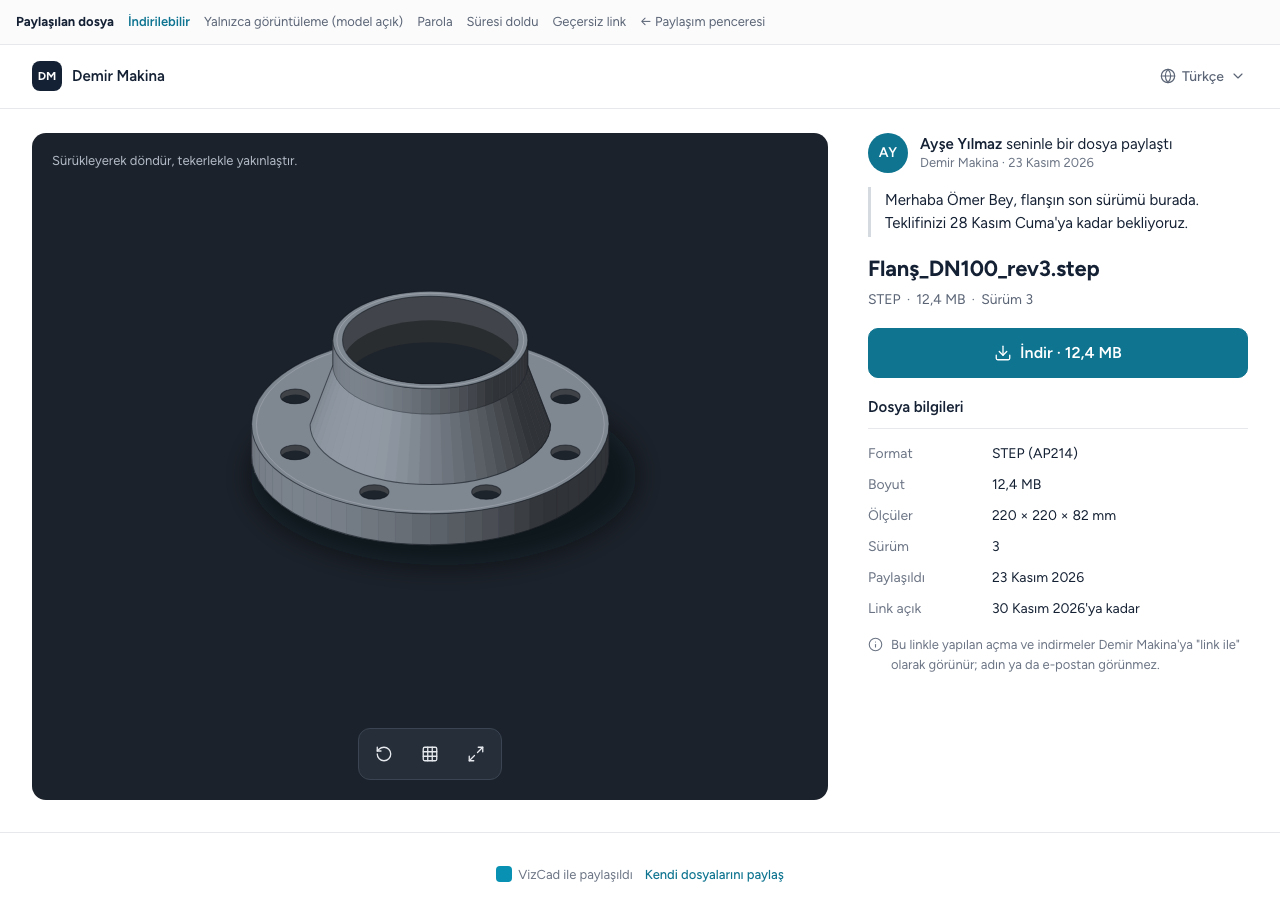 Paylaşılan dosya İndirilebilir Yalnızca görüntüleme (model açık) Parola Süresi doldu Geçersiz link ← Paylaşım penceresi
DM Demir Makina
Türkçe
Sürükleyerek döndür, tekerlekle yakınlaştır.
AY
Ayşe Yılmaz seninle bir dosya paylaştı
Demir Makina · 23 Kasım 2026
Merhaba Ömer Bey, flanşın son sürümü burada.
Teklifinizi 28 Kasım Cuma'ya kadar bekliyoruz.
Flanş_DN100_rev3.step
STEP · 12,4 MB · Sürüm 3
İndir · 12,4 MB
Dosya bilgileri
Format STEP (AP214)
Boyut 12,4 MB
Ölçüler 220 × 220 × 82 mm
Sürüm 3
Paylaşıldı 23 Kasım 2026
Link açık 30 Kasım 2026'ya kadar
Bu linkle yapılan açma ve indirmeler Demir Makina'ya "link ile"
olarak görünür; adın ya da e-postan görünmez.
VizCad ile paylaşıldı Kendi dosyalarını paylaş